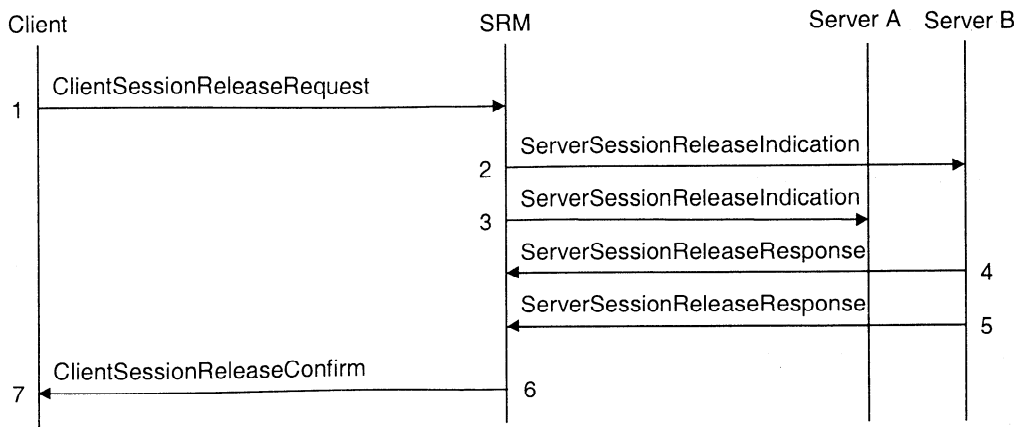 Client
SRM
Server A
Server B
ClientSessionReleaseRequest
1
ServerSessionReleaseIndication
2
ServerSessionReleaseIndication
3
ServerSessionReleaseResponse
4
ServerSessionReleaseResponse
5
ClientSessionReleaseConfirm
6
7